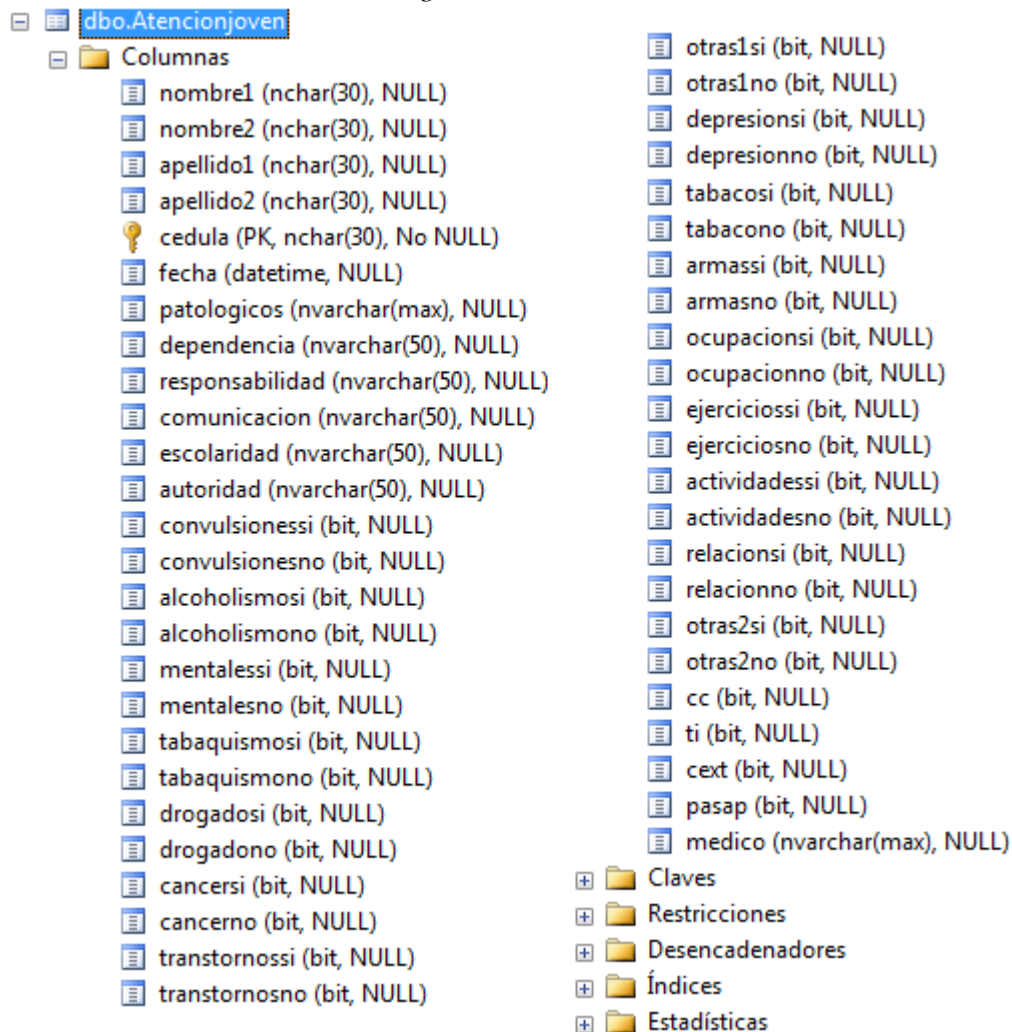 dbo.Atencionjoven
Columnas
nombre1 (nchar(30), NULL)
nombre2 (nchar(30), NULL)
apellido1 (nchar(30), NULL)
apellido2 (nchar(30), NULL)
cedula (PK, nchar(30), No NULL)
fecha (datetime, NULL)
patologicos (nvarchar(max), NULL)
dependencia (nvarchar(50), NULL)
responsabilidad (nvarchar(50), NULL)
comunicacion (nvarchar(50), NULL)
escolaridad (nvarchar(50), NULL)
autoridad (nvarchar(50), NULL)
convulsionessi (bit, NULL)
convulsionesno (bit, NULL)
alcoholismosi (bit, NULL)
alcoholismono (bit, NULL)
mentalessi (bit, NULL)
mentalesno (bit, NULL)
tabaquismosi (bit, NULL)
tabaquismono (bit, NULL)
drogadosi (bit, NULL)
drogadono (bit, NULL)
cancersi (bit, NULL)
cancerno (bit, NULL)
transtornossi (bit, NULL)
transtornosno (bit, NULL)
otras1si (bit, NULL)
otras1no (bit, NULL)
depresionsi (bit, NULL)
depresionno (bit, NULL)
tabacosi (bit, NULL)
tabacono (bit, NULL)
armassi (bit, NULL)
armasno (bit, NULL)
ocupacionsi (bit, NULL)
ocupacionno (bit, NULL)
ejerciciossi (bit, NULL)
ejerciciosno (bit, NULL)
actividadessi (bit, NULL)
actividadesno (bit, NULL)
relacionsi (bit, NULL)
relacionno (bit, NULL)
otras2si (bit, NULL)
otras2no (bit, NULL)
cc (bit, NULL)
ti (bit, NULL)
cext (bit, NULL)
pasap (bit, NULL)
medico (nvarchar(max), NULL)
Claves
Restricciones
Desencadenadores
Índices
Estadísticas